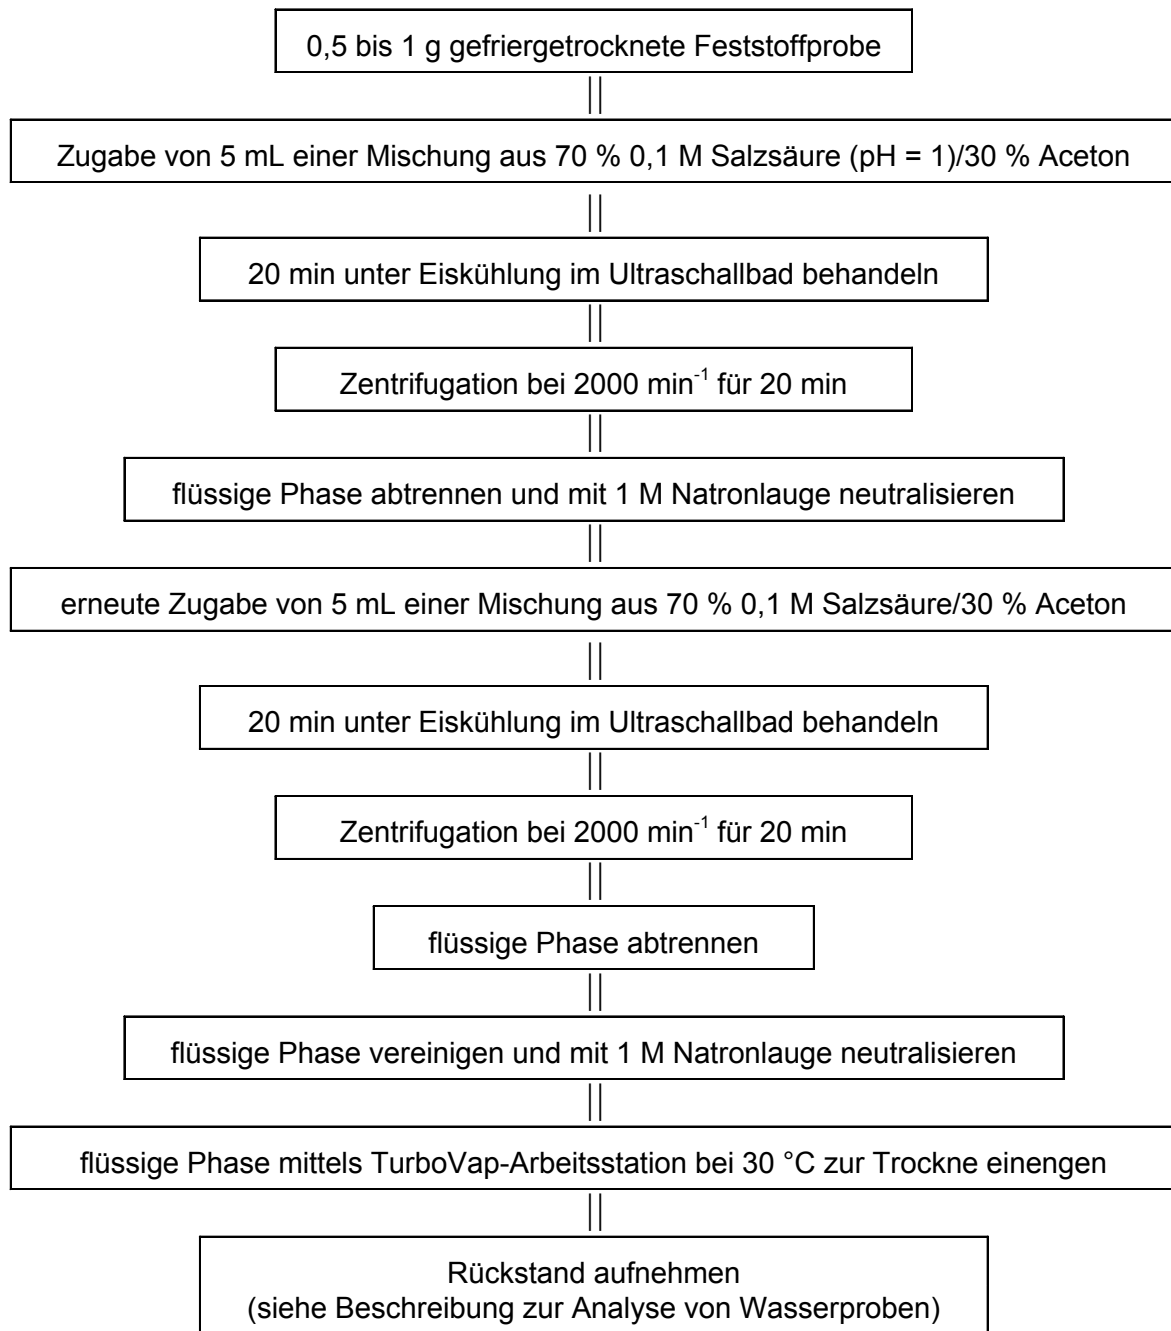 0,5 bis 1 g gefriergetrocknete Feststoffprobe
Zugabe von 5 mL einer Mischung aus 70 % 0,1 M Salzsäure (pH = 1)/30 % Aceton
20 min unter Eiskühlung im Ultraschallbad behandeln
Zentrifugation bei 2000 min⁻¹ für 20 min
flüssige Phase abtrennen und mit 1 M Natronlauge neutralisieren
erneute Zugabe von 5 mL einer Mischung aus 70 % 0,1 M Salzsäure/30 % Aceton
20 min unter Eiskühlung im Ultraschallbad behandeln
Zentrifugation bei 2000 min⁻¹ für 20 min
flüssige Phase abtrennen
flüssige Phase vereinigen und mit 1 M Natronlauge neutralisieren
flüssige Phase mittels TurboVap-Arbeitsstation bei 30 °C zur Trockne einengen
Rückstand aufnehmen
(siehe Beschreibung zur Analyse von Wasserproben)